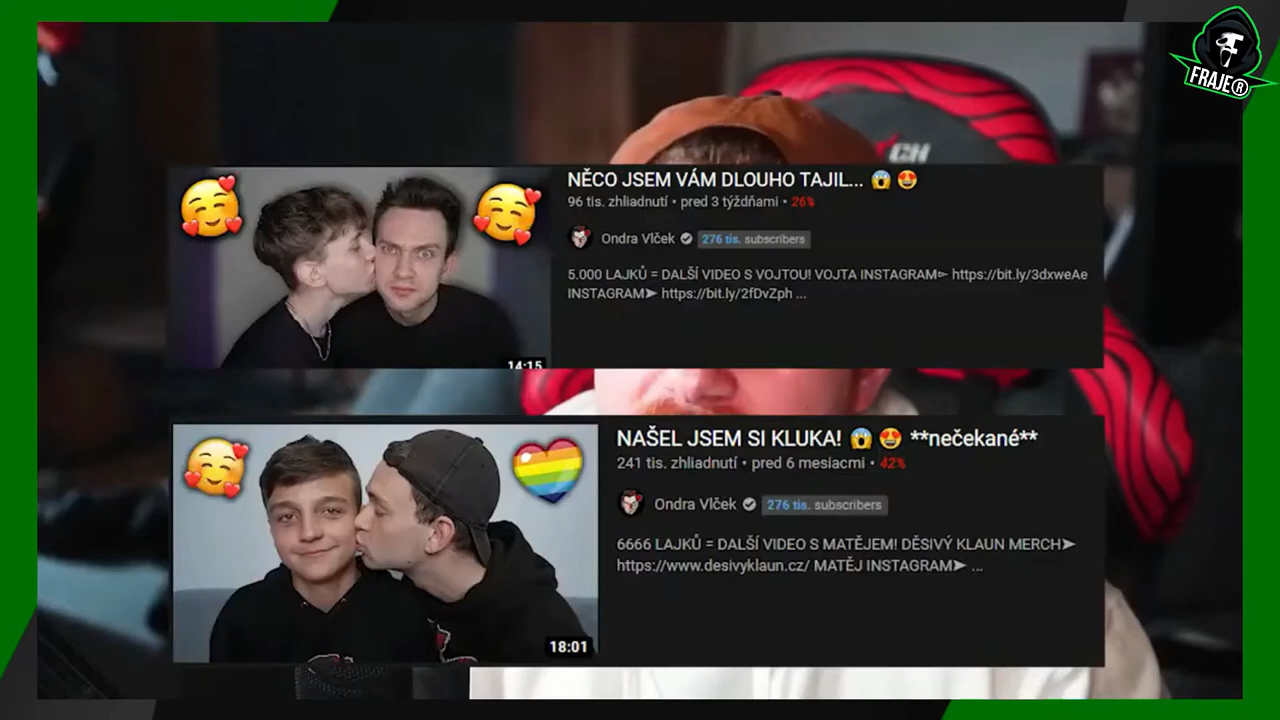 FRAJE®
CH
NĚCO JSEM VÁM DLOUHO TAJIL... 😱 😍
96 tis. zhliadnutí • pred 3 týždňami • 26%
Ondra Vlček 276 tis. subscribers
5.000 LAJKŮ = DALŠÍ VIDEO S VOJTOU! VOJTA INSTAGRAM➳ https://bit.ly/3dxweAe
INSTAGRAM➤ https://bit.ly/2fDvZph ...
14:15
NAŠEL JSEM SI KLUKA! 😱 😍 **nečekané**
241 tis. zhliadnutí • pred 6 mesiacmi • 42%
Ondra Vlček 276 tis. subscribers
6666 LAJKŮ = DALŠÍ VIDEO S MATĚJEM! DĚSIVÝ KLAUN MERCH➤
https://www.desivyklaun.cz/ MATĚJ INSTAGRAM➤ ...
18:01